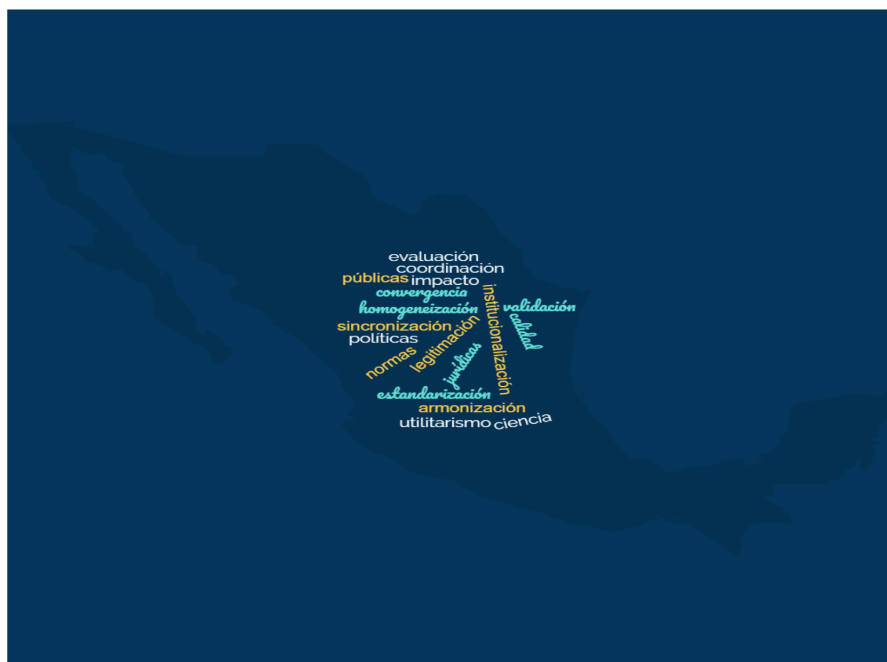 evaluación
coordinación
públicas impacto
convergencia
institucionalización
homogeneización
validación
calidad
sincronización
legitimación
políticas
normas
jurídicas
estandarización
armonización
utilitarismo ciencia